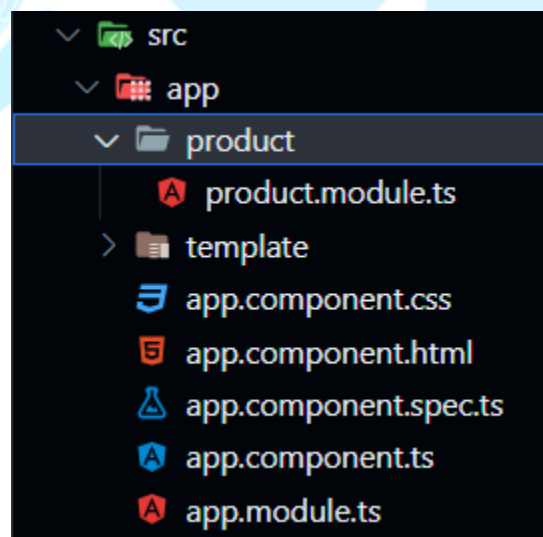 src
app
product
product.module.ts
template
app.component.css
app.component.html
app.component.spec.ts
app.component.ts
app.module.ts